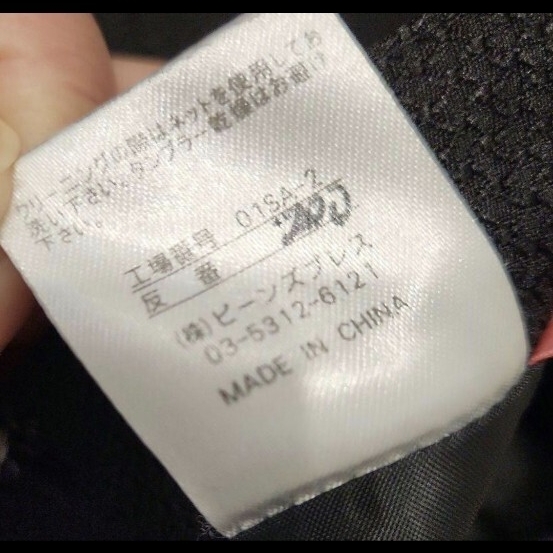 クリーニングの際はネットを使用してお
洗い下さい。タンブラー乾燥はお避け
下さい。
工場番号 01SA-2
反 番
(株)ビーンズプレス
03-5312-6121
MADE IN CHINA